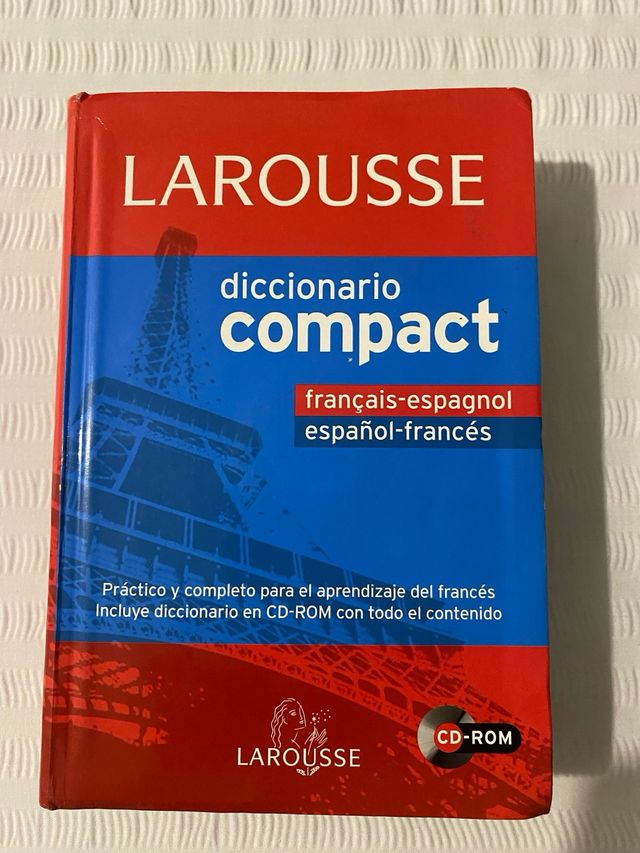 LAROUSSE
diccionario
compact
français-espagnol
español-francés
Práctico y completo para el aprendizaje del francés
Incluye diccionario en CD-ROM con todo el contenido
LAROUSSE
CD-ROM